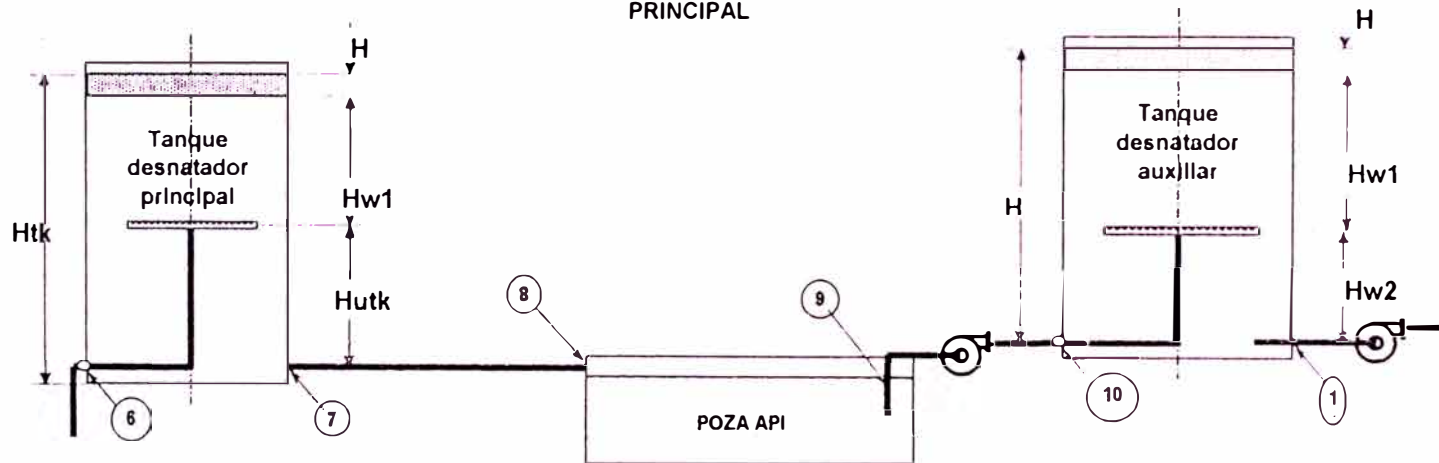 PRINCIPAL
H
Tanque
desnatador
principal
Hw1
Htk
Hutk
6
7
8
9
POZA API
H
H
Tanque
desnatador
auxillar
Hw1
Hw2
10
1